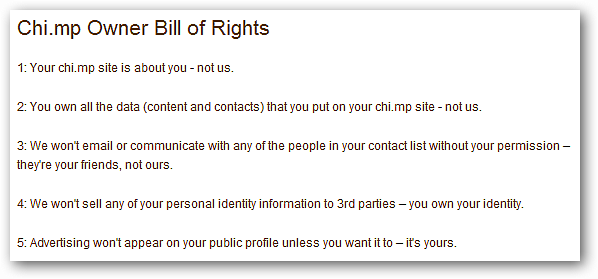 Chi.mp Owner Bill of Rights
1: Your chi.mp site is about you - not us.
2: You own all the data (content and contacts) that you put on your chi.mp site - not us.
3: We won't email or communicate with any of the people in your contact list without your permission –
they're your friends, not ours.
4: We won't sell any of your personal identity information to 3rd parties – you own your identity.
5: Advertising won't appear on your public profile unless you want it to – it's yours.